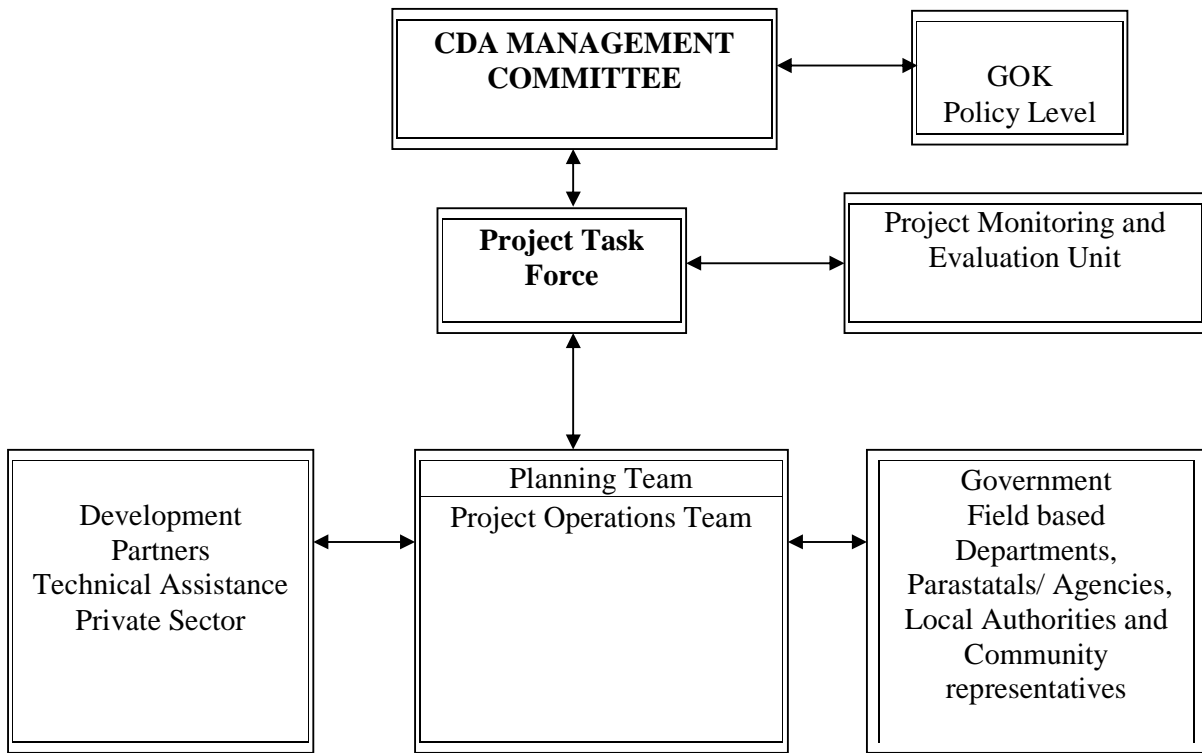 CDA MANAGEMENT
COMMITTEE
GOK
Policy Level
Project Task
Force
Project Monitoring and
Evaluation Unit
Development
Partners
Technical Assistance
Private Sector
Planning Team
Project Operations Team
Government
Field based
Departments,
Parastatals/ Agencies,
Local Authorities and
Community
representatives